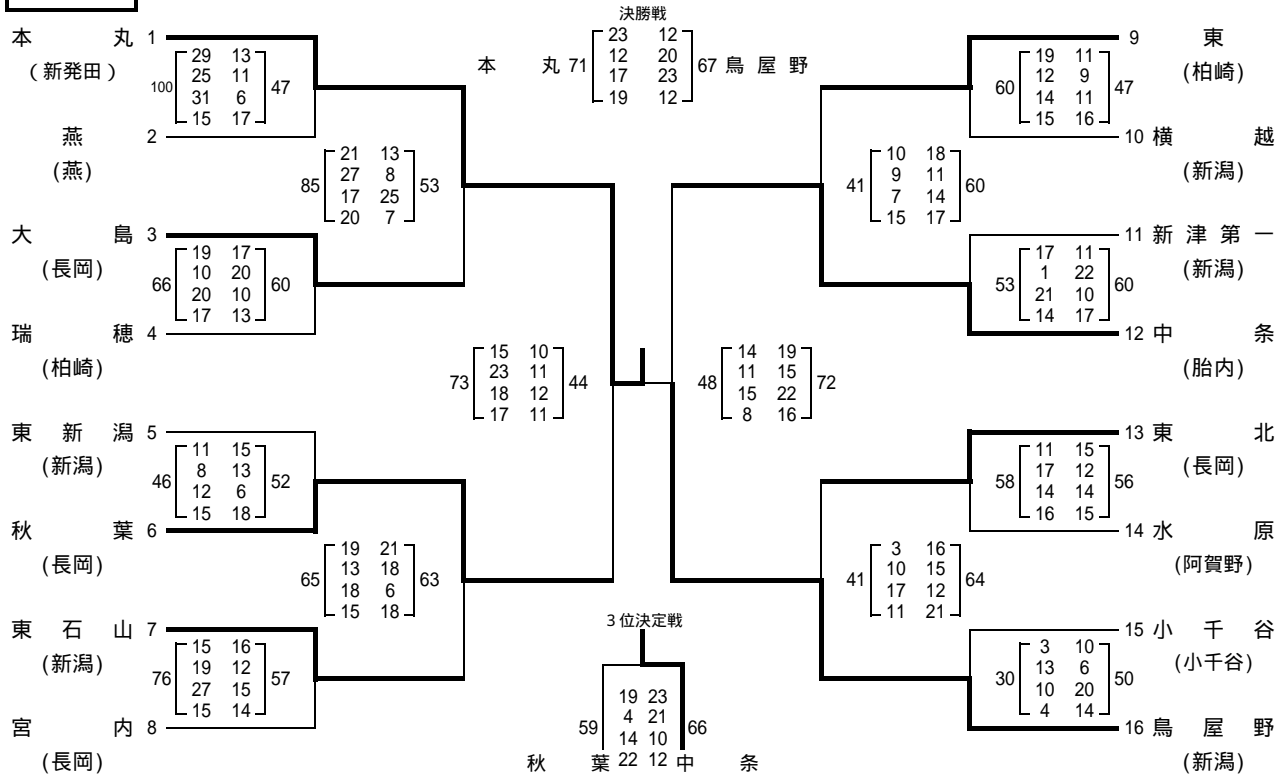 決勝戦
本丸 71 23 12 67 鳥屋野
12 20
17 23
19 12
本丸 1
(新発田)
100 29 13 47
25 11
31 6
15 17
燕 2
(燕)
85 21 13 53
27 8
17 25
20 7
大島 3
(長岡)
66 19 17 60
10 20
20 10
17 13
瑞穂 4
(柏崎)
73 15 10 44
23 11
18 12
17 11
東新潟 5
(新潟)
46 11 15 52
8 13
12 6
15 18
秋葉 6
(長岡)
65 19 21 63
13 18
18 6
15 18
東石山 7
(新潟)
76 15 16 57
19 12
27 15
15 14
宮内 8
(長岡)
9 東
(柏崎)
60 19 11 47
12 9
14 11
15 16
10 横越
(新潟)
41 10 18 60
9 11
7 14
15 17
11 新津第一
(新潟)
53 17 11 60
1 22
21 10
14 17
12 中条
(胎内)
48 14 19 72
11 15
15 22
8 16
13 東北
(長岡)
58 11 15 56
17 12
14 14
16 15
14 水原
(阿賀野)
41 3 16 64
10 15
17 12
11 21
15 小千谷
(小千谷)
30 3 10 50
13 6
10 20
4 14
16 鳥屋野
(新潟)
3位決定戦
59 19 23 66
4 21
14 10
秋葉 22 12 中条